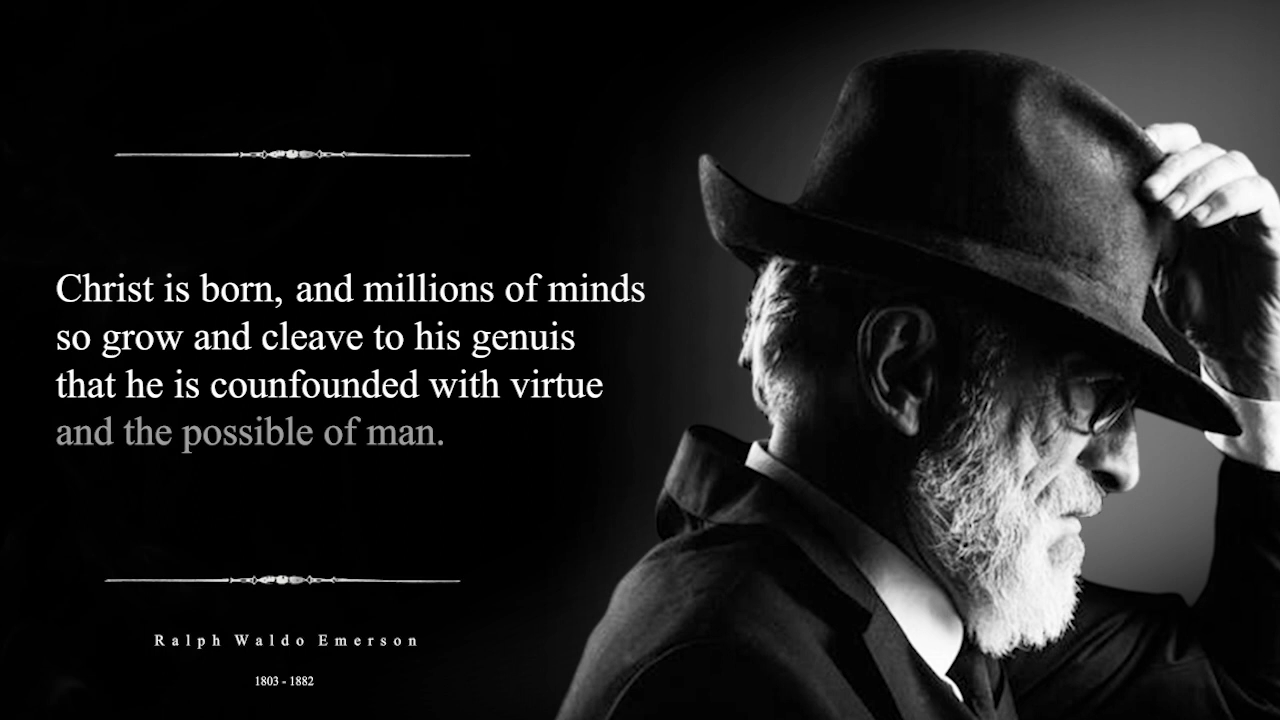 Christ is born, and millions of minds
so grow and cleave to his genuis
that he is counfounded with virtue
and the possible of man.
Ralph Waldo Emerson
1803 - 1882